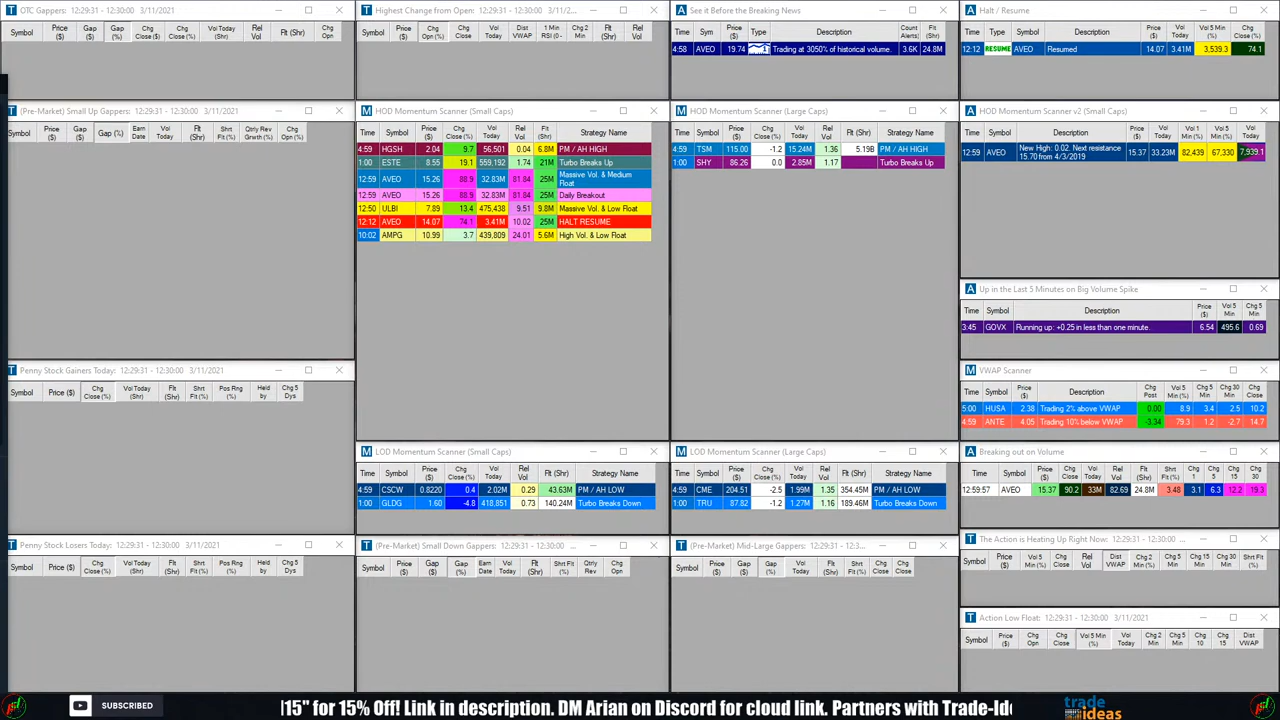 OTC Gappers: 12:29:31 - 12:30:00 3/11/2021
Symbol Price ($) Gap ($) Gap (%) Chg Close ($) Chg Close (%) Vol Today (Shr) Rel Vol Flt (Shr) Chg Opn
Highest Change from Open: 12:29:31 - 12:30:00 3/11/2...
Symbol Price ($) Chg Opn (%) Vol Today Dist VWAP 1 Min RSI (0 - Chg 2 Min Flt (Shr) Rel Vol
See it Before the Breaking News
Time Sym Price ($) Type Description Count Alerts( Flt (Shr)
4:58 AVEO 19.74 Trading at 3050% of historical volume. 3.6K 24.8M
Halt / Resume
Time Type Symbol Description Price ($) Vol Today Vol 5 Min (%) Chg Close (%)
12:12 RESUME AVEO Resumed 14.07 3.41M 3,539.3 74.1
(Pre-Market) Small Up Gappers: 12:29:31 - 12:30:00 3/11/2021
Symbol Price ($) Gap ($) Gap (%) Earn Date Vol Today Flt (Shr) Shrt Flt (%) Qtrly Rev Grwth (%) Chg Opn (%)
HOD Momentum Scanner (Small Caps)
Time Symbol Price ($) Chg Close (%) Vol Today Rel Vol Flt (Shr) Strategy Name
4:59 HGSH 2.04 9.7 56,501 0.04 6.8M PM / AH HIGH
1:00 ESTE 8.55 19.1 559,192 1.74 21M Turbo Breaks Up
12:59 AVEO 15.26 88.9 32.83M 81.84 25M Massive Vol. & Medium Float
12:59 AVEO 15.26 88.9 32.83M 81.84 25M Daily Breakout
12:50 ULBI 7.89 13.4 475,438 9.51 9.8M Massive Vol. & Low Float
12:12 AVEO 14.07 74.1 3.41M 10.02 25M HALT RESUME
10:02 AMPG 10.99 3.7 439,809 24.01 5.6M High Vol. & Low Float
HOD Momentum Scanner (Large Caps)
Time Symbol Price ($) Chg Close (%) Vol Today Rel Vol Flt (Shr) Strategy Name
4:59 TSM 115.00 -1.2 15.24M 1.36 5.19B PM / AH HIGH
1:00 SHY 86.26 0.0 2.38M 1.17 Turbo Breaks Up
HOD Momentum Scanner v2 (Small Caps)
Time Symbol Description Price ($) Vol Today Vol 1 Min (%) Vol 5 Min (%) Vol Today
12:59 AVEO New High: 0.02. Next resistance 15.70 from 4/3/2019 15.37 33.23M 82,439 67,330 7,939.1
Up in the Last 5 Minutes on Big Volume Spike
Time Symbol Description Price ($) Vol 5 Min Chg 5 Min
3:45 GOVX Running up: +0.25 in less than one minute. 6.54 495.6 0.69
Penny Stock Gainers Today: 12:29:31 - 12:30:00 3/11/2021
Symbol Price ($) Chg Close (%) Vol Today (Shr) Flt (Shr) Shrt Flt (%) Pos Rng (%) Held by Chg 5 Dys
VWAP Scanner
Time Symbol Price ($) Description Chg Post Vol 5 Min (%) Chg 5 Min Chg 30 Min Chg Close
5:00 HUSA 2.38 Trading 2% above VWAP 0.00 8.9 3.4 2.5 10.2
4:59 ANTE 4.05 Trading 10% below VWAP -3.34 79.3 1.2 -2.7 14.7
LOD Momentum Scanner (Small Caps)
Time Symbol Price ($) Chg Close (%) Vol Today Rel Vol Flt (Shr) Strategy Name
4:59 CSCW 0.8220 0.4 2.02M 0.29 43.63M PM / AH LOW
5:00 GLDG 1.60 -4.8 418,851 0.73 140.24M Turbo Breaks Down
LOD Momentum Scanner (Large Caps)
Time Symbol Price ($) Chg Close (%) Vol Today Rel Vol Flt (Shr) Strategy Name
4:59 CME 204.51 -2.5 1.99M 1.35 354.45M PM / AH LOW
1:00 TRU 87.82 -1.2 1.27M 1.16 189.46M Turbo Breaks Down
Breaking out on Volume
Time Symbol Price ($) Chg Close Vol Today Rel Vol Flt (Shr) Shrt Flt (%) Chg 1 Chg 5 Chg 15 Chg 30
12:59:57 AVEO 15.37 90.2 33M 82.69 24.8M 3.48 3.1 6.3 12.2 19.3
Penny Stock Losers Today: 12:29:31 - 12:30:00 3/11/2021
Symbol Price ($) Chg Close (%) Vol Today (Shr) Flt (Shr) Shrt Flt (%) Pos Rng (%) Held by Chg 5 Dys
(Pre-Market) Small Down Gappers: 12:29:31 - 12:30:00 ...
Symbol Price ($) Gap ($) Gap (%) Earn Date Vol Today Flt (Shr) Shrt Flt (%) Qtrly Rev Chg Opn
(Pre-Market) Mid-Large Gappers: 12:29:31 - 12:3...
Symbol Price ($) Gap ($) Gap (%) Vol Today Flt (Shr) Shrt Flt (%) Chg Close Chg Close
The Action is Heating Up Right Now: 12:29:31 - 12:30:00 ...
Symbol Price ($) Vol 5 Min (%) Chg Close Rel Vol Dist VWAP Chg 2 Min (%) Chg 5 Min Chg 15 Min Chg 30 Min Shrt Flt (%)
Action Low Float: 12:29:31 - 12:30:00 3/11/2021
Symbol Price ($) Chg Opn Chg Close Vol 5 Min (%) Vol Today Chg 2 Min Chg 5 Min Chg 10 Chg 15 Dist VWAP
SUBSCRIBED
15" for 15% Off! Link in description. DM Arian on Discord for cloud link. Partners with Trade-Id
trade ideas